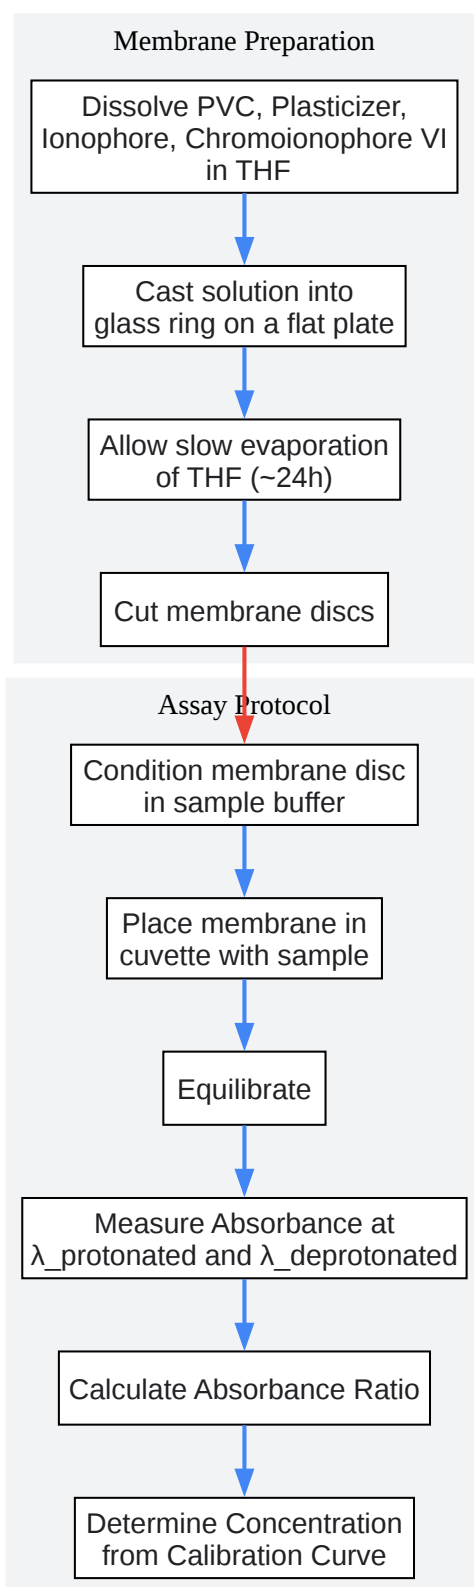 Membrane Preparation
Dissolve PVC, Plasticizer,
Ionophore, Chromoionophore VI
in THF
Cast solution into
glass ring on a flat plate
Allow slow evaporation
of THF (~24h)
Cut membrane discs
Assay Protocol
Condition membrane disc
in sample buffer
Place membrane in
cuvette with sample
Equilibrate
Measure Absorbance at
λ_protonated and λ_deprotonated
Calculate Absorbance Ratio
Determine Concentration
from Calibration Curve